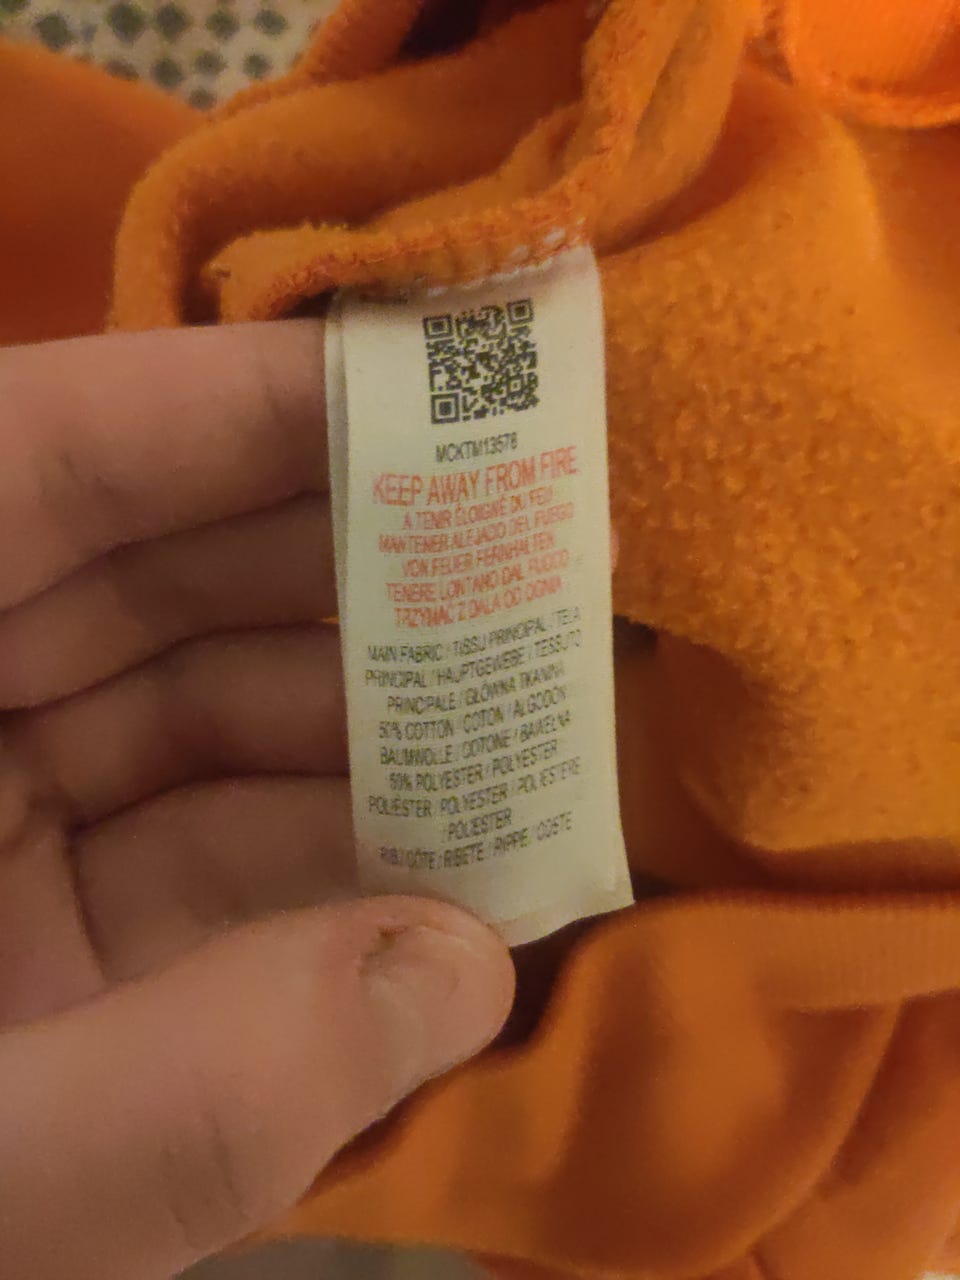 MCKTM13578
KEEP AWAY FROM FIRE
À TENIR ÉLOIGNÉ DU FEU
MANTENER ALEJADO DEL FUEGO
VON FEUER FERNHALTEN
TENERE LONTANO DAL FUOCO
TRZYMAĆ Z DALA OD OGNIA
MAIN FABRIC / TISSU PRINCIPAL / TELA
PRINCIPAL / HAUPTGEWEBE / TESSUTO
PRINCIPALE / GŁÓWNA TKANINA
50% COTTON / COTON / ALGODÓN
BAUMWOLLE / COTONE / BAWEŁNA
50% POLYESTER / POLYESTER
POLIÉSTER / POLYESTER / POLIESTERE
/ POLIESTER
RIB / CÔTE / RIBETE / RIPPE / COSTE